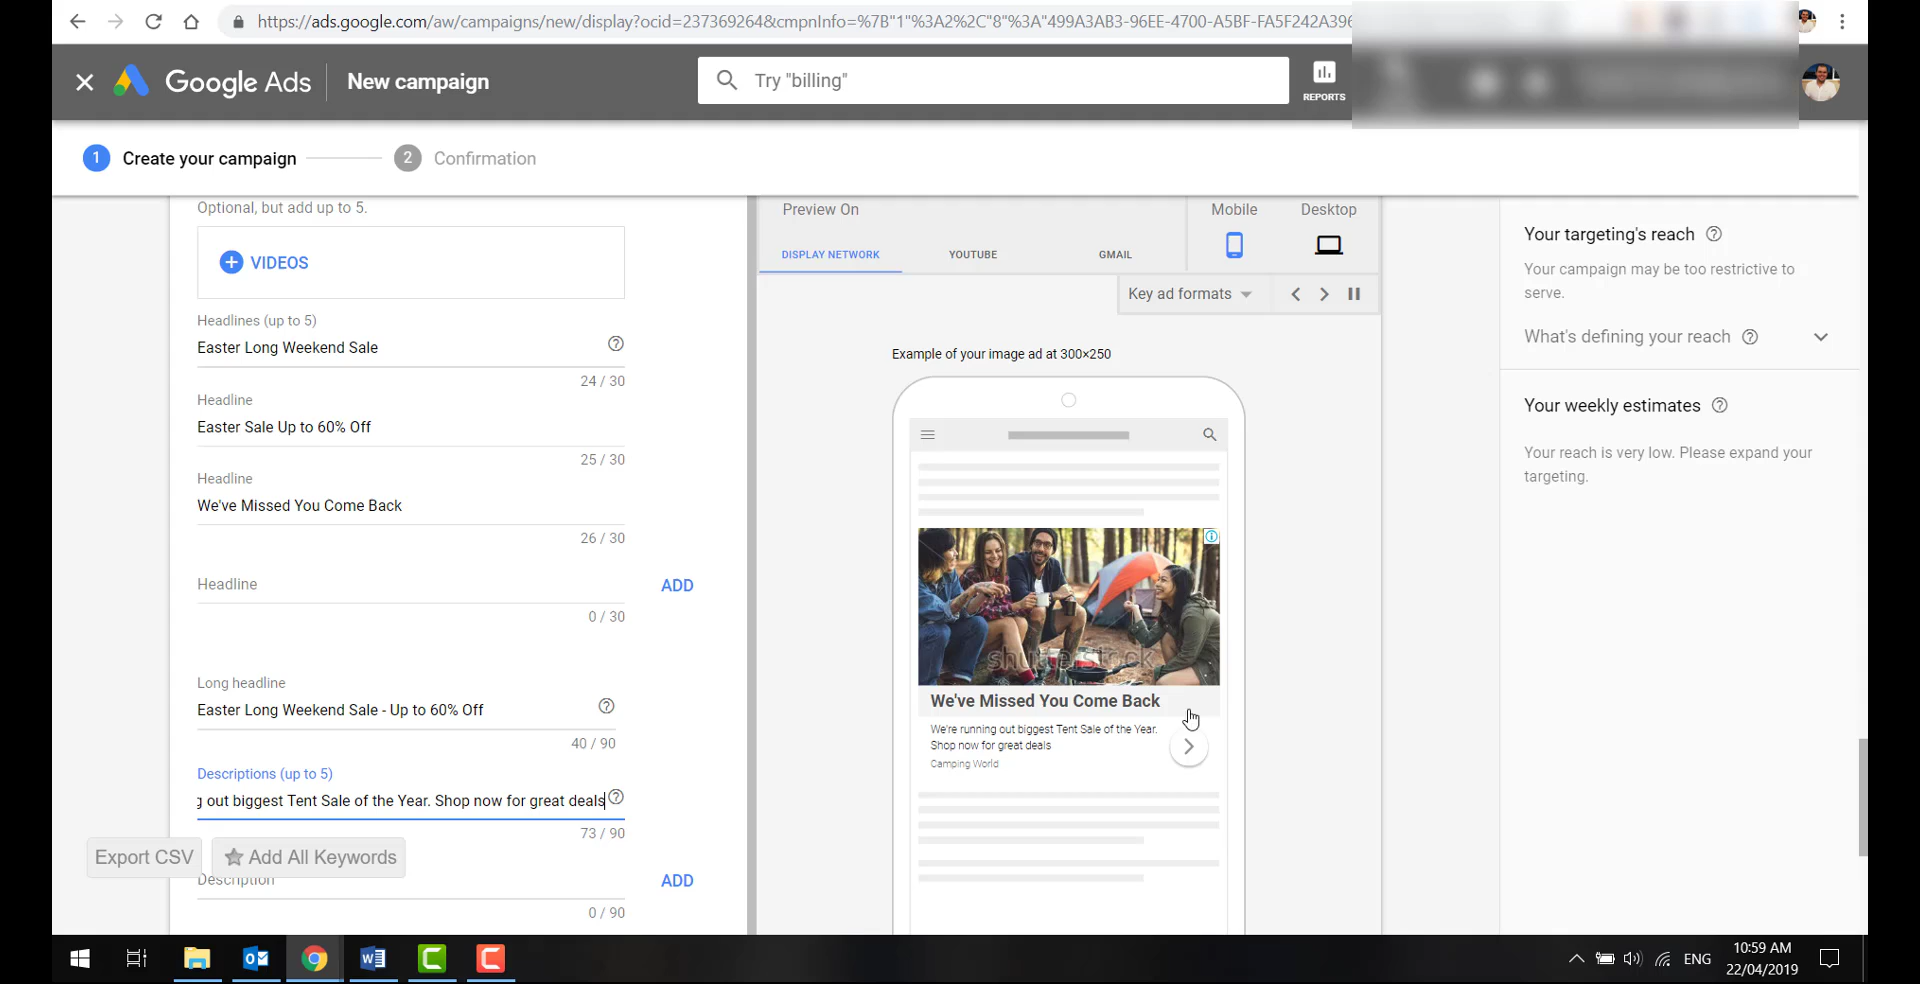 https://ads.google.com/aw/campaigns/new/display?ocid=237369264&cmpnInfo=%7B"1"%3A2%2C"8"%3A"499A3AB3-96EE-4700-A5BF-FA5F242A396
Google Ads
New campaign
Try "billing"
REPORTS
1 Create your campaign
2 Confirmation
Optional, but add up to 5.
VIDEOS
Headlines (up to 5)
Easter Long Weekend Sale
24 / 30
Headline
Easter Sale Up to 60% Off
25 / 30
Headline
We've Missed You Come Back
26 / 30
Headline
ADD
0 / 30
Long headline
Easter Long Weekend Sale - Up to 60% Off
40 / 90
Descriptions (up to 5)
g out biggest Tent Sale of the Year. Shop now for great deals
73 / 90
Export CSV
Add All Keywords
Description
ADD
0 / 90
Preview On
Mobile
Desktop
DISPLAY NETWORK
YOUTUBE
GMAIL
Key ad formats
Example of your image ad at 300×250
shutterstock
We've Missed You Come Back
We're running out biggest Tent Sale of the Year.
Shop now for great deals
Camping World
Your targeting's reach
Your campaign may be too restrictive to
serve.
What's defining your reach
Your weekly estimates
Your reach is very low. Please expand your
targeting.
ENG
10:59 AM
22/04/2019